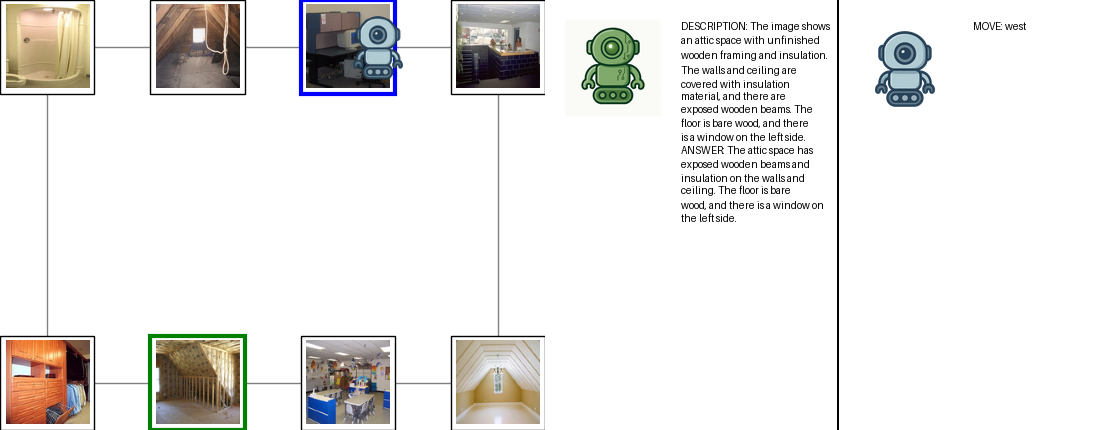 DESCRIPTION: The image shows
an attic space with unfinished
wooden framing and insulation.
The walls and ceiling are
covered with insulation
material, and there are
exposed wooden beams. The
floor is bare wood, and there
is a window on the left side.
ANSWER: The attic space has
exposed wooden beams and
insulation on the walls and
ceiling. The floor is bare
wood, and there is a window on
the left side.
MOVE: west